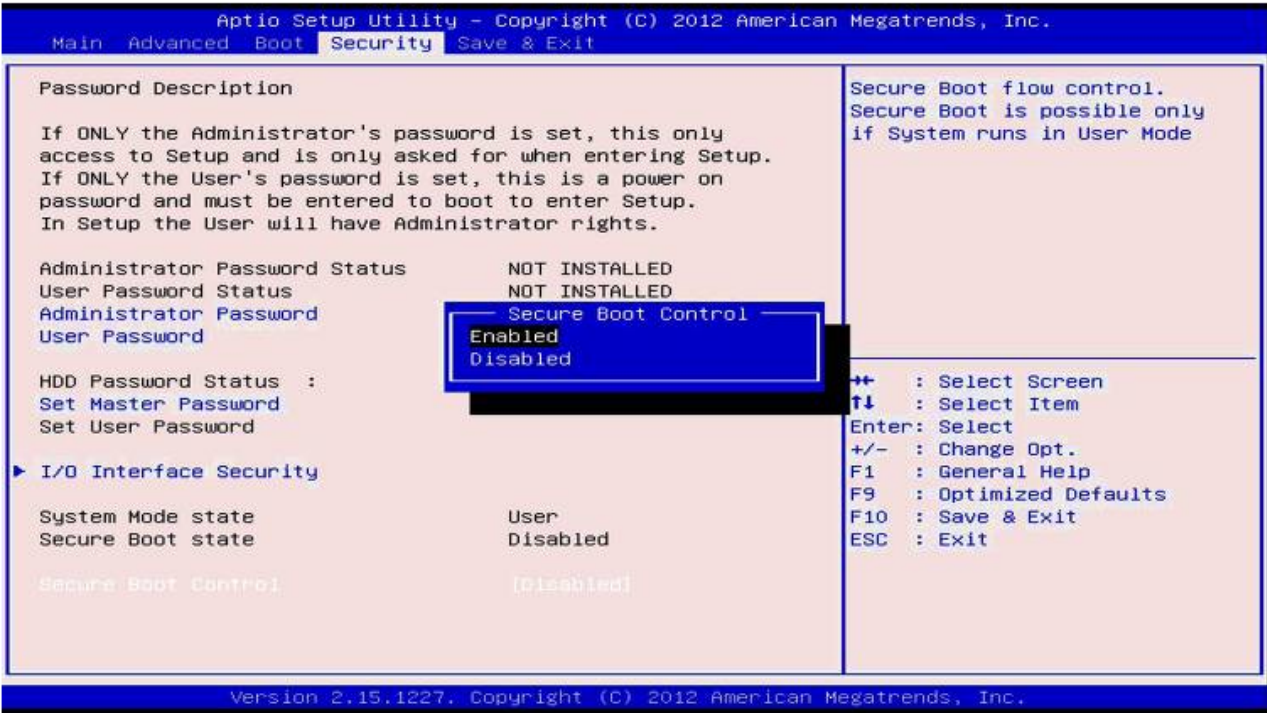 Aptio Setup Utility - Copyright (C) 2012 American Megatrends, Inc.
Main Advanced Boot Security Save & Exit
Password Description
If ONLY the Administrator's password is set, this only
access to Setup and is only asked for when entering Setup.
If ONLY the User's password is set, this is a power on
password and must be entered to boot to enter Setup.
In Setup the User will have Administrator rights.
Administrator Password Status NOT INSTALLED
User Password Status NOT INSTALLED
Administrator Password
User Password
HDD Password Status :
Set Master Password
Set User Password
I/O Interface Security
System Mode state User
Secure Boot state Disabled
Secure Boot Control [Disabled]
Secure Boot Control
Enabled
Disabled
Secure Boot flow control.
Secure Boot is possible only
if System runs in User Mode
→← : Select Screen
↑↓ : Select Item
Enter: Select
+/- : Change Opt.
F1 : General Help
F9 : Optimized Defaults
F10 : Save & Exit
ESC : Exit
Version 2.15.1227. Copyright (C) 2012 American Megatrends, Inc.